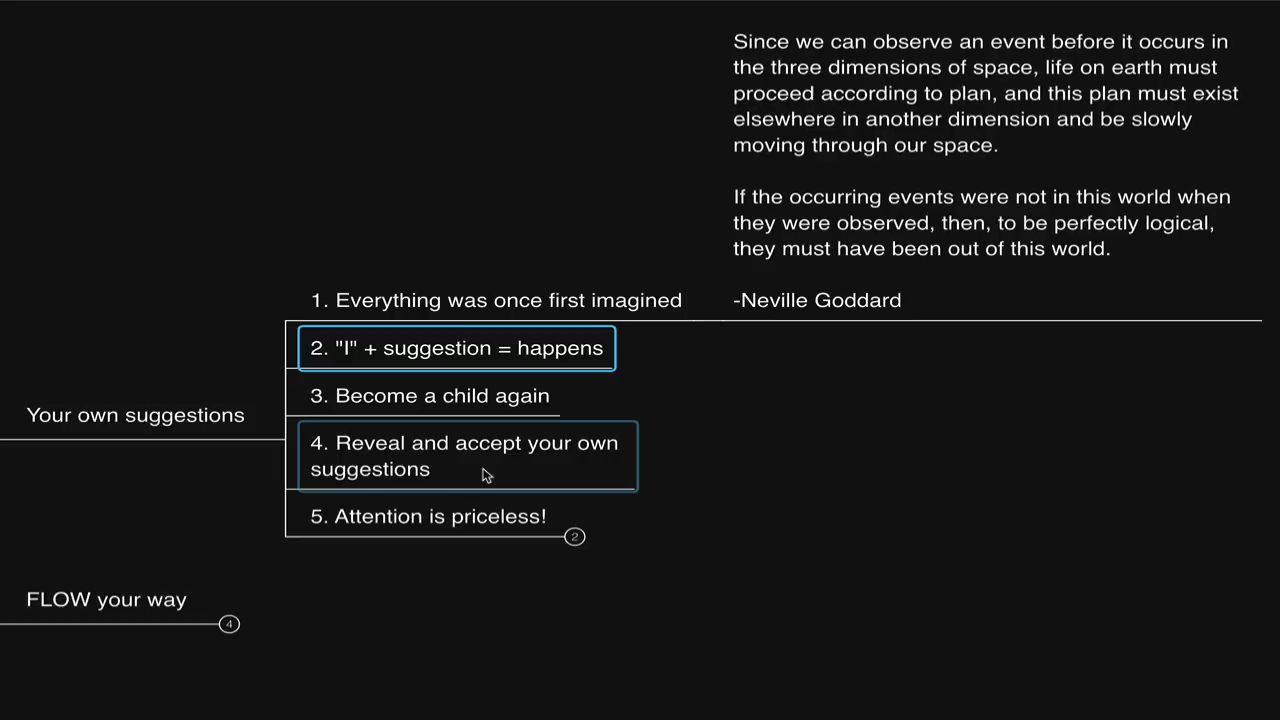 Since we can observe an event before it occurs in
the three dimensions of space, life on earth must
proceed according to plan, and this plan must exist
elsewhere in another dimension and be slowly
moving through our space.
If the occurring events were not in this world when
they were observed, then, to be perfectly logical,
they must have been out of this world.
-Neville Goddard
1. Everything was once first imagined
2. "I" + suggestion = happens
3. Become a child again
Your own suggestions
4. Reveal and accept your own
suggestions
5. Attention is priceless!
2
FLOW your way
4